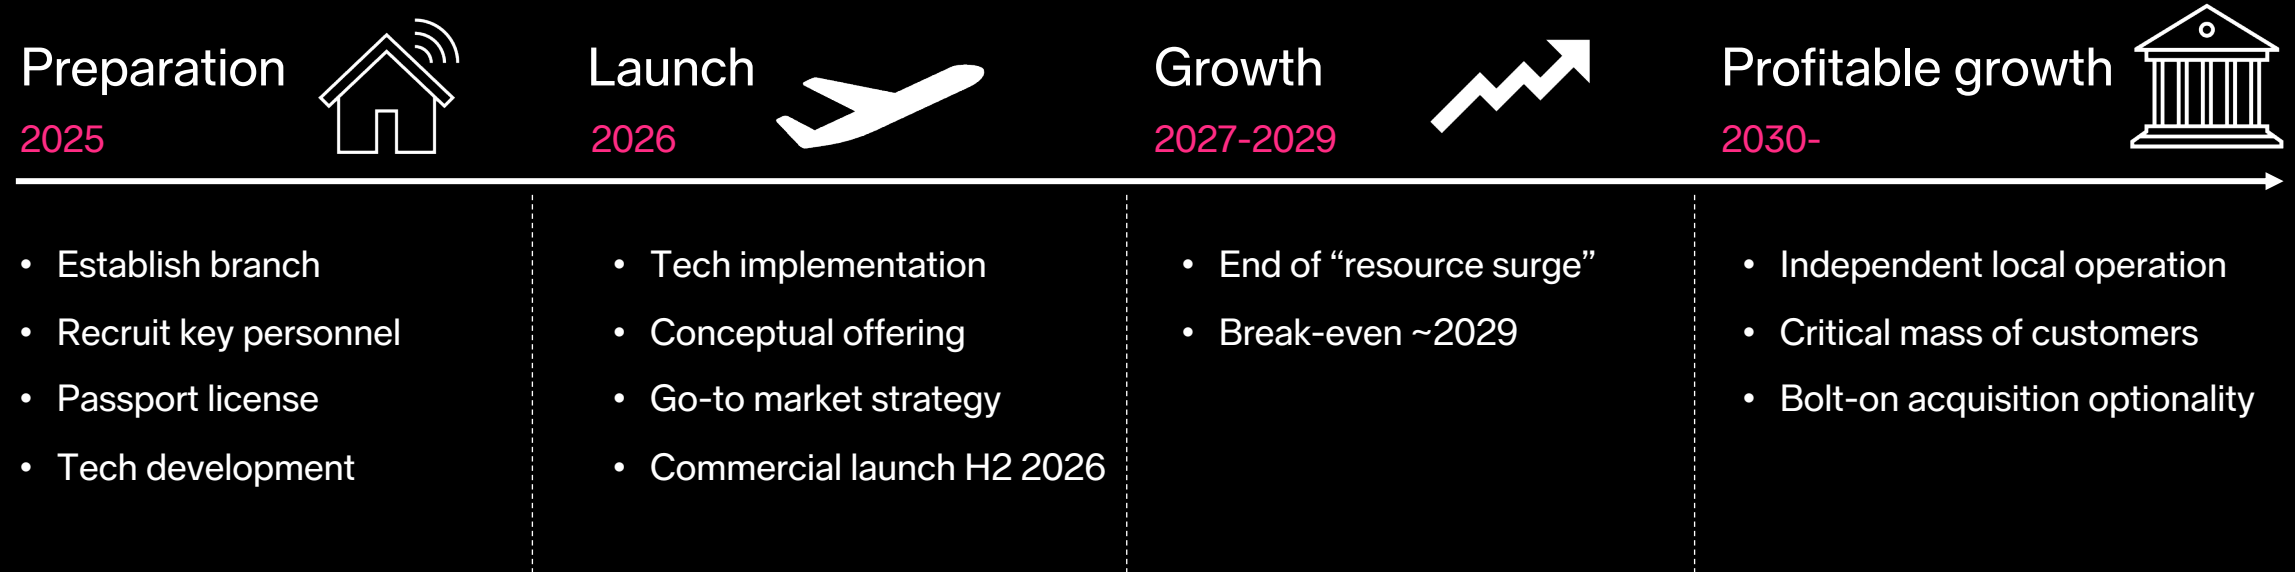 Preparation
2025
• Establish branch
• Recruit key personnel
• Passport license
• Tech development
Launch
2026
• Tech implementation
• Conceptual offering
• Go-to market strategy
• Commercial launch H2 2026
Growth
2027-2029
• End of “resource surge”
• Break-even ~2029
Profitable growth
2030-
• Independent local operation
• Critical mass of customers
• Bolt-on acquisition optionality